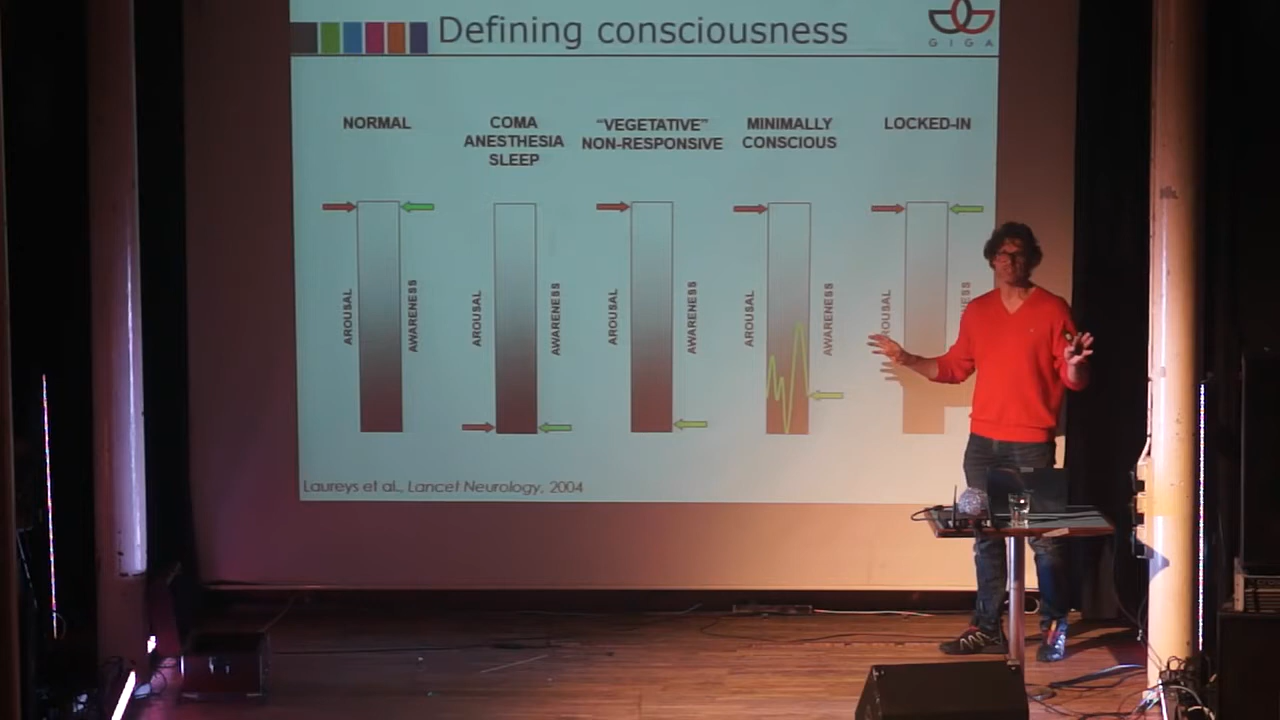 Defining consciousness
GIGA
NORMAL
COMA
ANESTHESIA
SLEEP
“VEGETATIVE”
NON-RESPONSIVE
MINIMALLY
CONSCIOUS
LOCKED-IN
AROUSAL
AWARENESS
AROUSAL
AWARENESS
AROUSAL
AWARENESS
AROUSAL
AWARENESS
AROUSAL
Laureys et al., Lancet Neurology, 2004